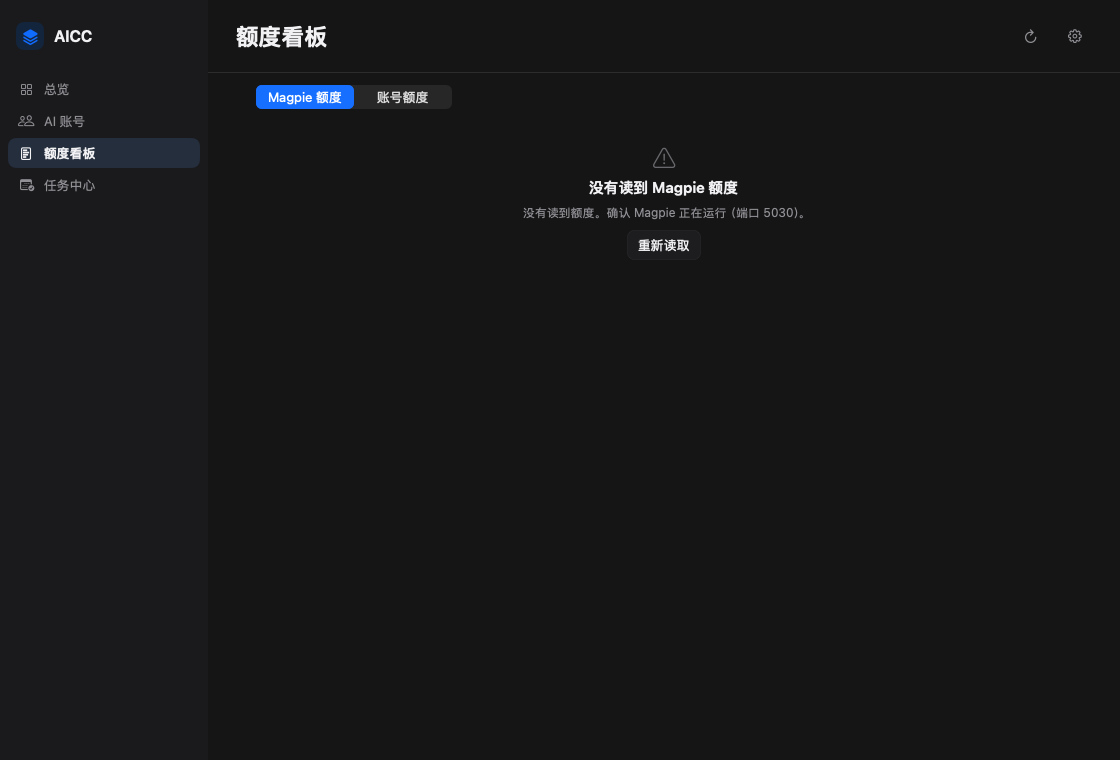 AICC
总览
AI 账号
额度看板
任务中心
额度看板
Magpie 额度
账号额度
没有读到 Magpie 额度
没有读到额度。确认 Magpie 正在运行 (端口 5030)。
重新读取